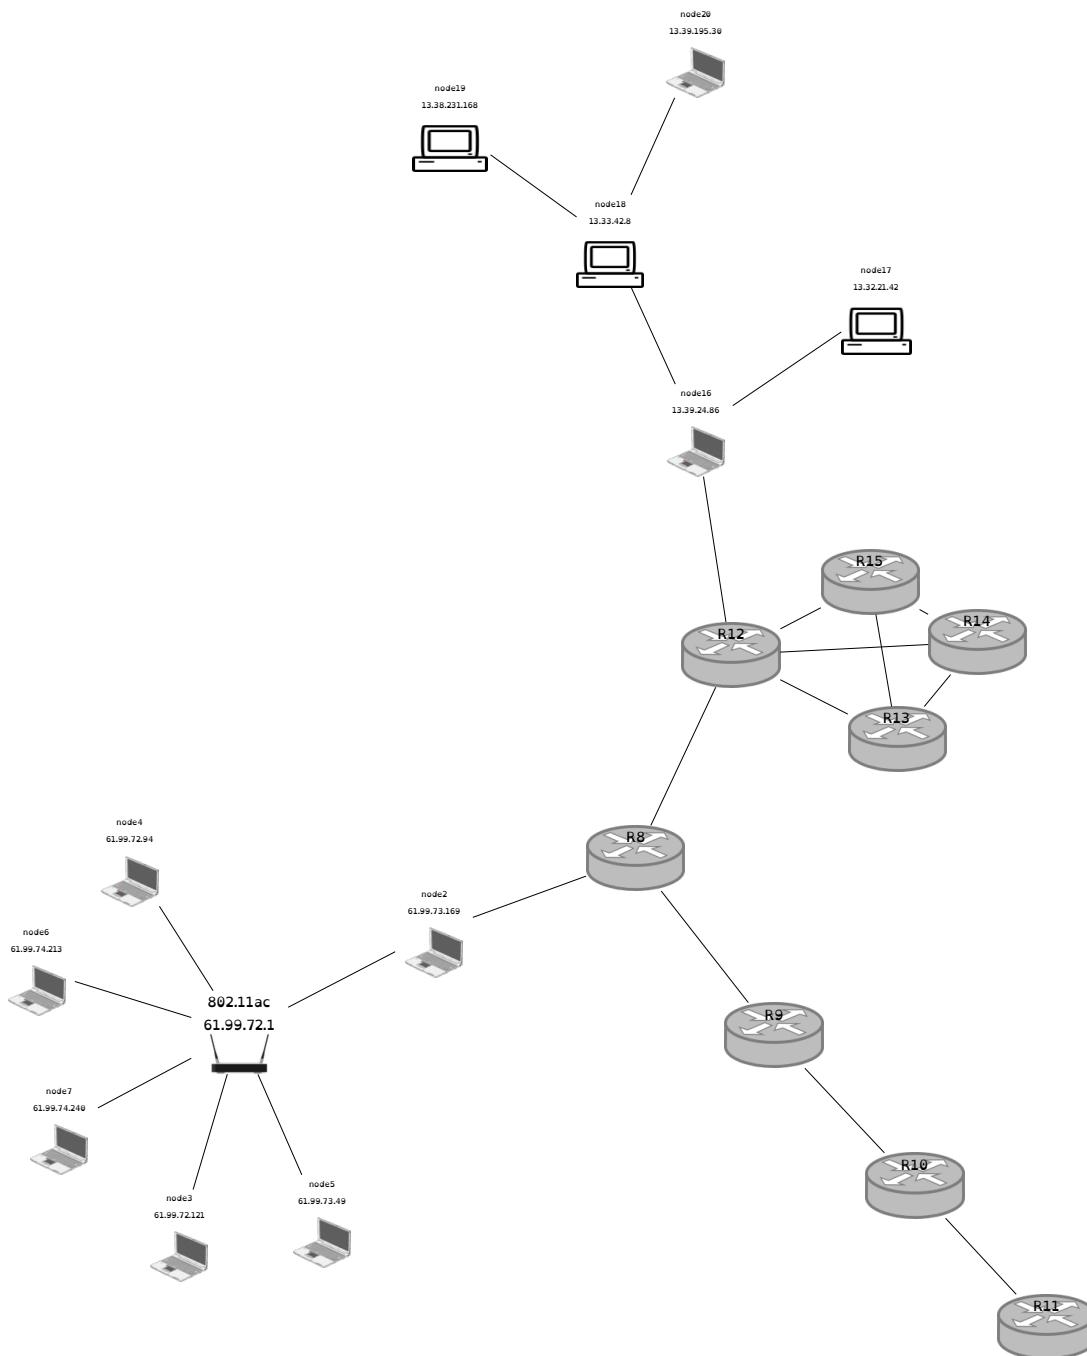 node20
13.39.195.30
node19
13.38.231.168
node18
13.33.42.8
node17
13.32.21.42
node16
13.39.24.86
R15
R14
R12
R13
R8
node4
61.99.72.94
node2
61.99.73.169
node6
61.99.74.213
802.11ac
61.99.72.1
R9
node7
61.99.74.240
R10
node5
61.99.73.49
node3
61.99.72.121
R11